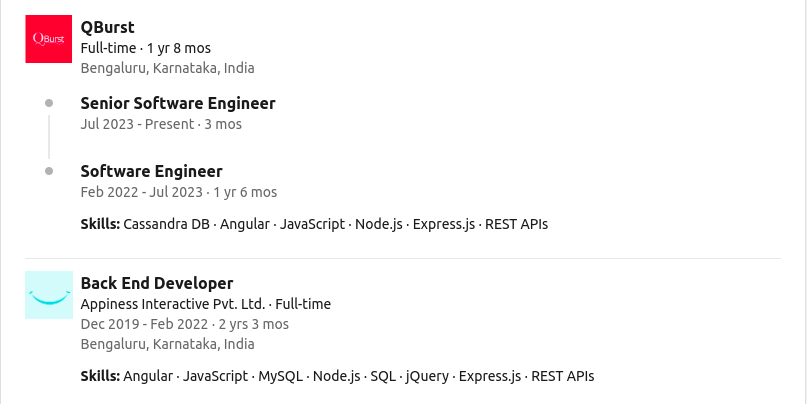 QBurst
QBurst
Full-time · 1 yr 8 mos
Bengaluru, Karnataka, India
Senior Software Engineer
Jul 2023 - Present · 3 mos
Software Engineer
Feb 2022 - Jul 2023 · 1 yr 6 mos
Skills: Cassandra DB · Angular · JavaScript · Node.js · Express.js · REST APIs
Back End Developer
Appiness Interactive Pvt. Ltd. · Full-time
Dec 2019 - Feb 2022 · 2 yrs 3 mos
Bengaluru, Karnataka, India
Skills: Angular · JavaScript · MySQL · Node.js · SQL · jQuery · Express.js · REST APIs